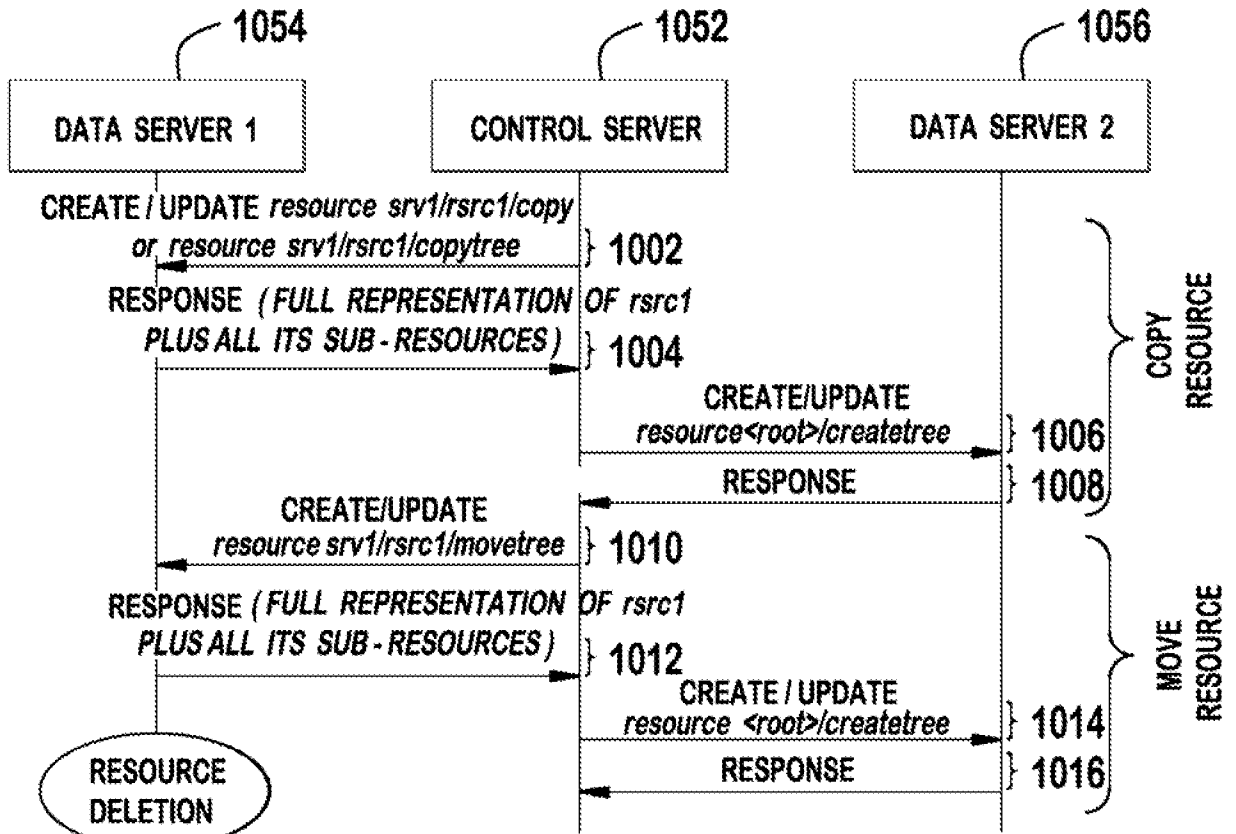 1054
1052
1056
DATA SERVER 1
CONTROL SERVER
DATA SERVER 2
CREATE / UPDATE resource srv1/rsrc1/copy
or resource srv1/rsrc1/copytree
1002
RESPONSE (FULL REPRESENTATION OF rsrc1
PLUS ALL ITS SUB-RESOURCES)
1004
CREATE/UPDATE
resource<root>/createtree
1006
RESPONSE
1008
COPY
RESOURCE
CREATE/UPDATE
resource srv1/rsrc1/movetree
1010
RESPONSE (FULL REPRESENTATION OF rsrc1
PLUS ALL ITS SUB-RESOURCES)
1012
CREATE / UPDATE
resource <root>/createtree
1014
RESPONSE
1016
MOVE
RESOURCE
RESOURCE
DELETION